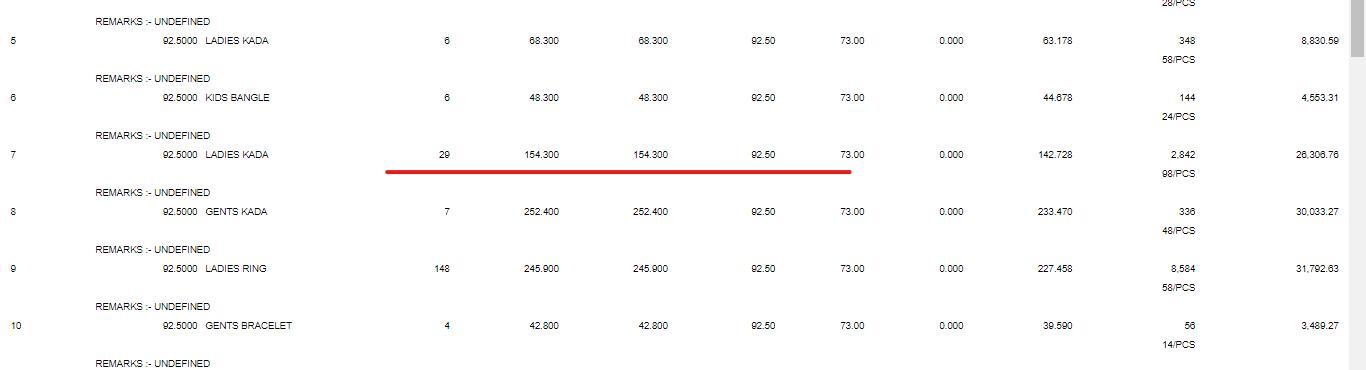 28/PCS
REMARKS :- UNDEFINED
5 92.5000 LADIES KADA 6 68.300 68.300 92.50 73.00 0.000 63.178 348 8,830.59
58/PCS
REMARKS :- UNDEFINED
6 92.5000 KIDS BANGLE 6 48.300 48.300 92.50 73.00 0.000 44.678 144 4,553.31
24/PCS
REMARKS :- UNDEFINED
7 92.5000 LADIES KADA 29 154.300 154.300 92.50 73.00 0.000 142.728 2,842 26,306.76
98/PCS
REMARKS :- UNDEFINED
8 92.5000 GENTS KADA 7 252.400 252.400 92.50 73.00 0.000 233.470 336 30,033.27
48/PCS
REMARKS :- UNDEFINED
9 92.5000 LADIES RING 148 245.900 245.900 92.50 73.00 0.000 227.458 8,584 31,792.63
58/PCS
REMARKS :- UNDEFINED
10 92.5000 GENTS BRACELET 4 42.800 42.800 92.50 73.00 0.000 39.590 56 3,489.27
14/PCS
REMARKS :- UNDEFINED